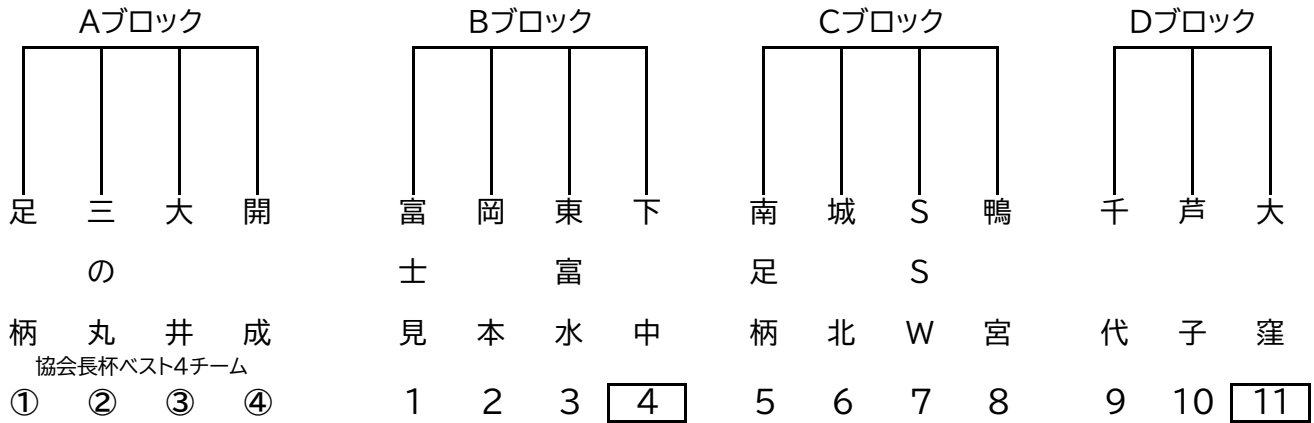 Aブロック
Bブロック
Cブロック
Dブロック
足柄
三の丸
大井
開成
富士見
岡本
東富水
下中
南足柄
城北
SSW
鴨宮
千代
芦子
大窪
協会長杯ベスト4チーム
① ② ③ ④ 1 2 3 4 5 6 7 8 9 10 11